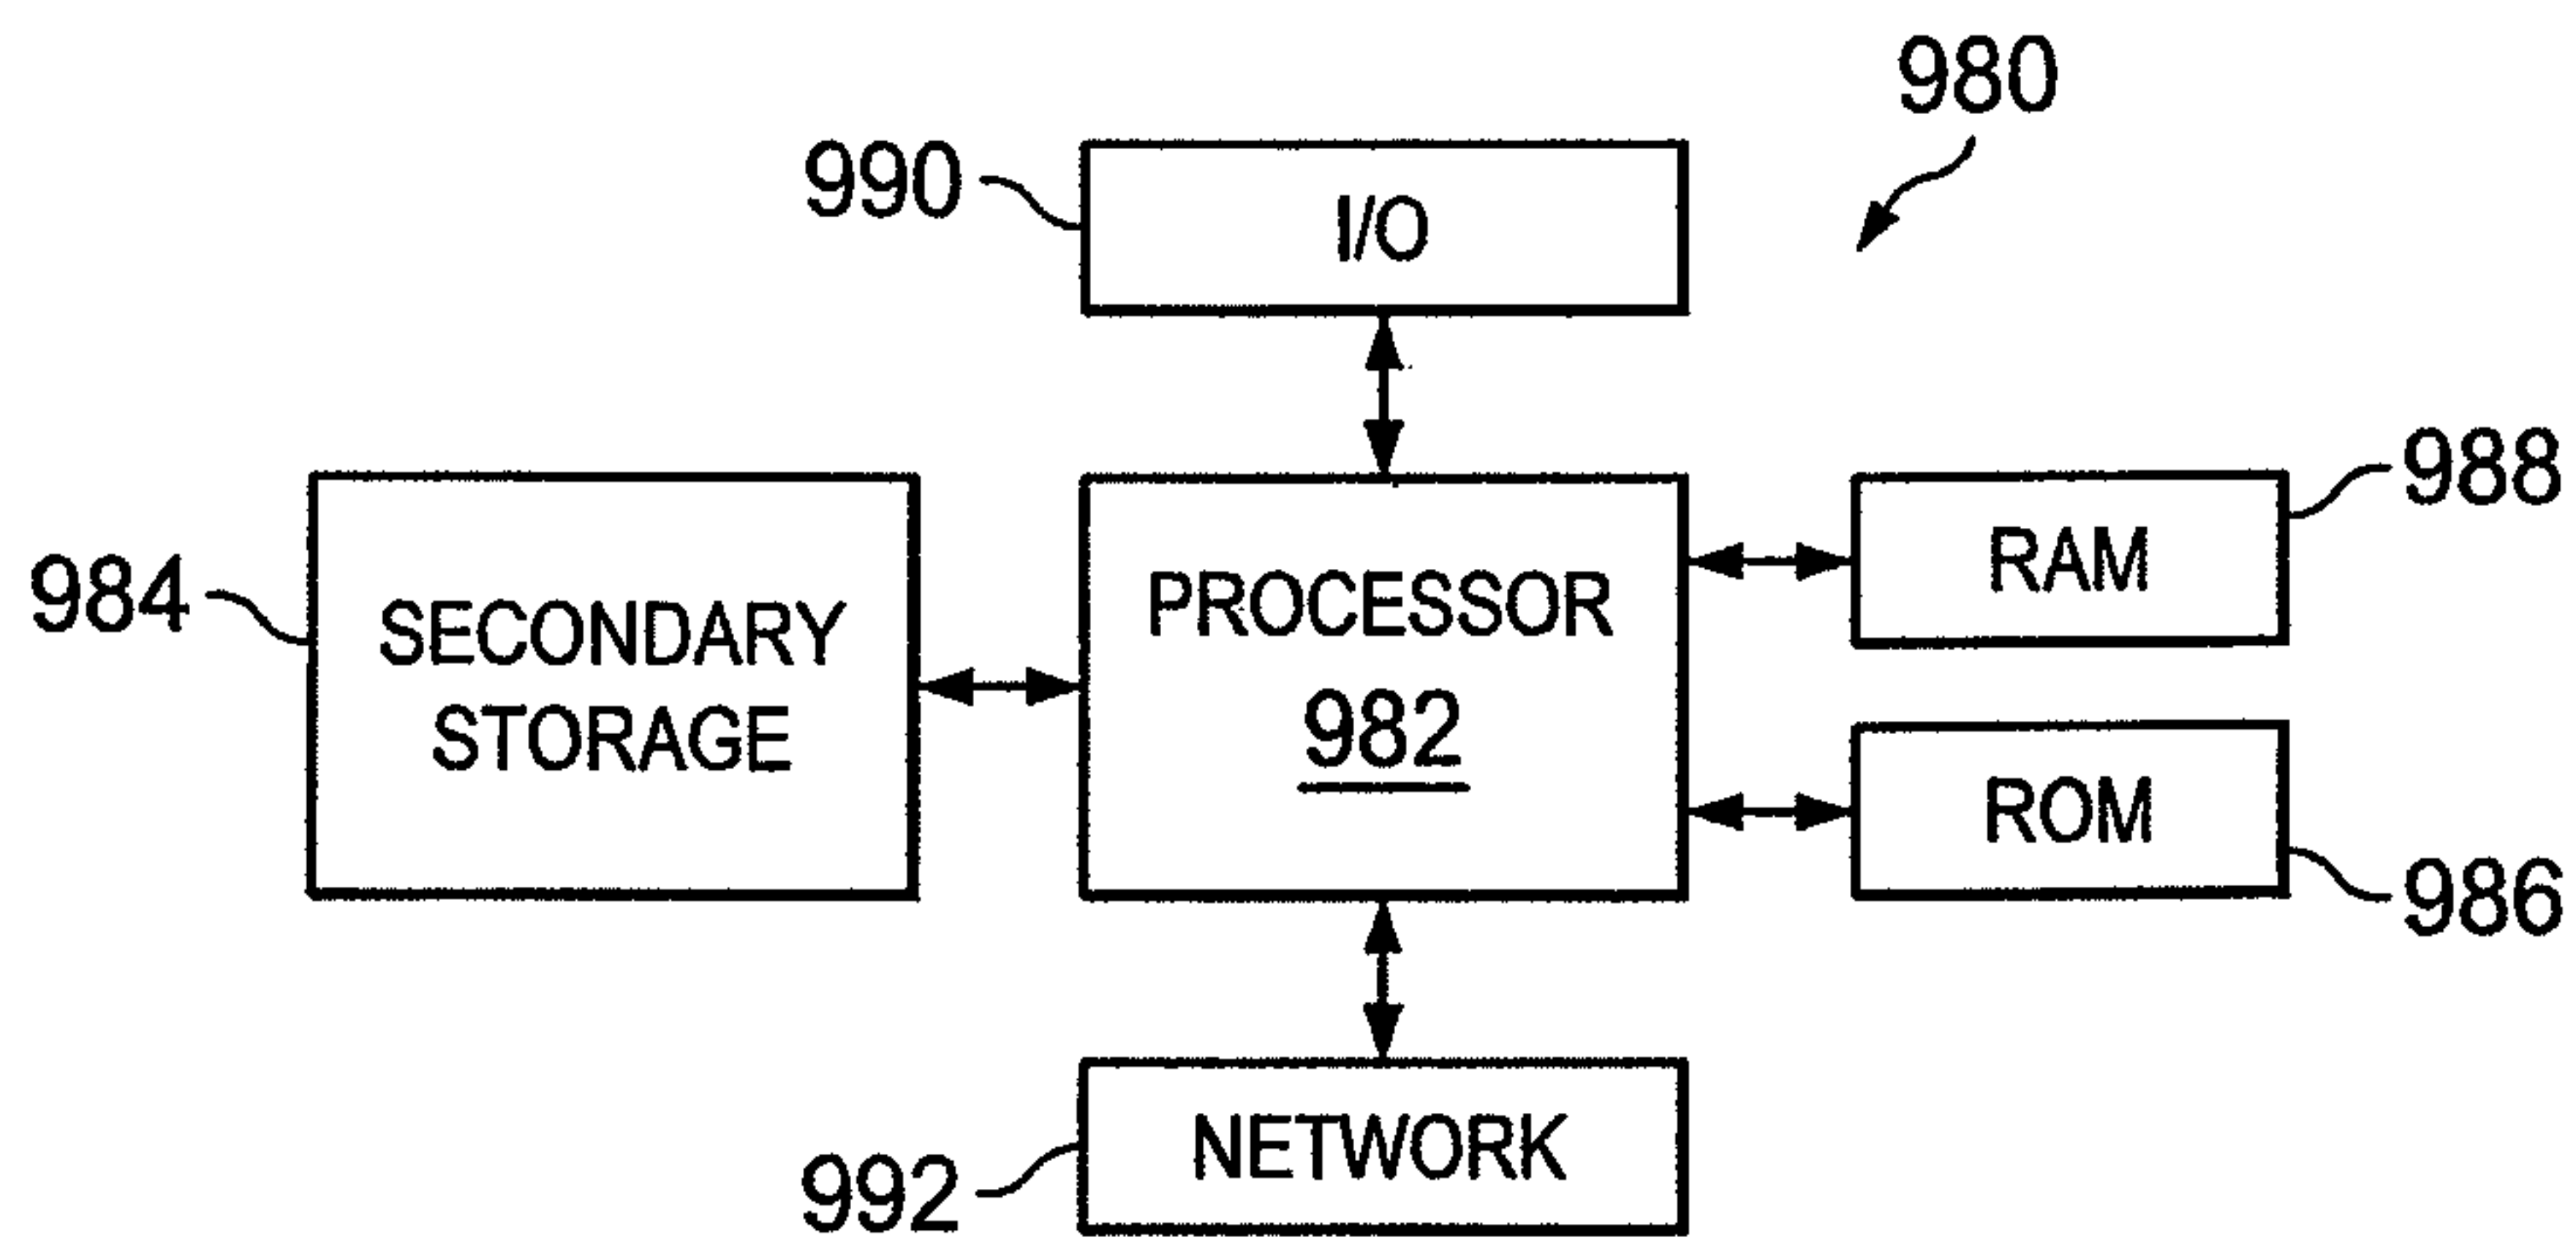 980
990
I/O
988
RAM
984
SECONDARY
STORAGE
PROCESSOR
982
ROM
986
NETWORK
992